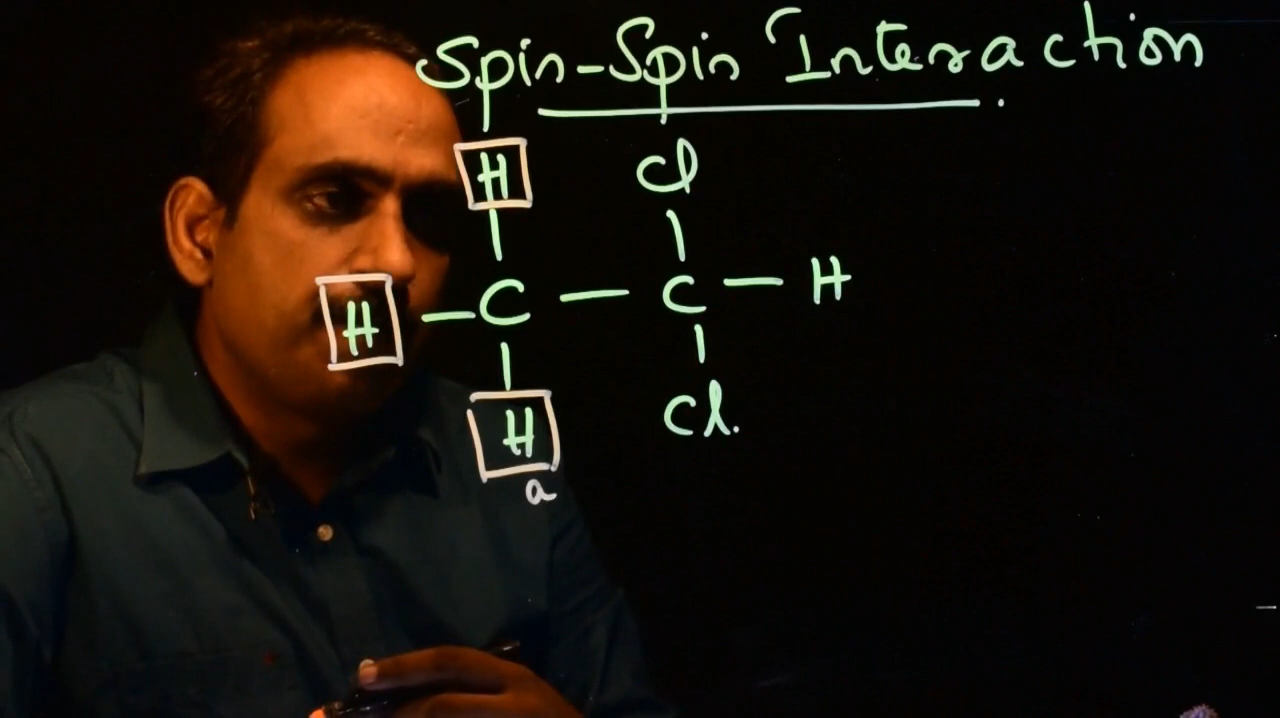 Spin-Spin Interaction
H Cl
H - C - C - H
H Cl.
a